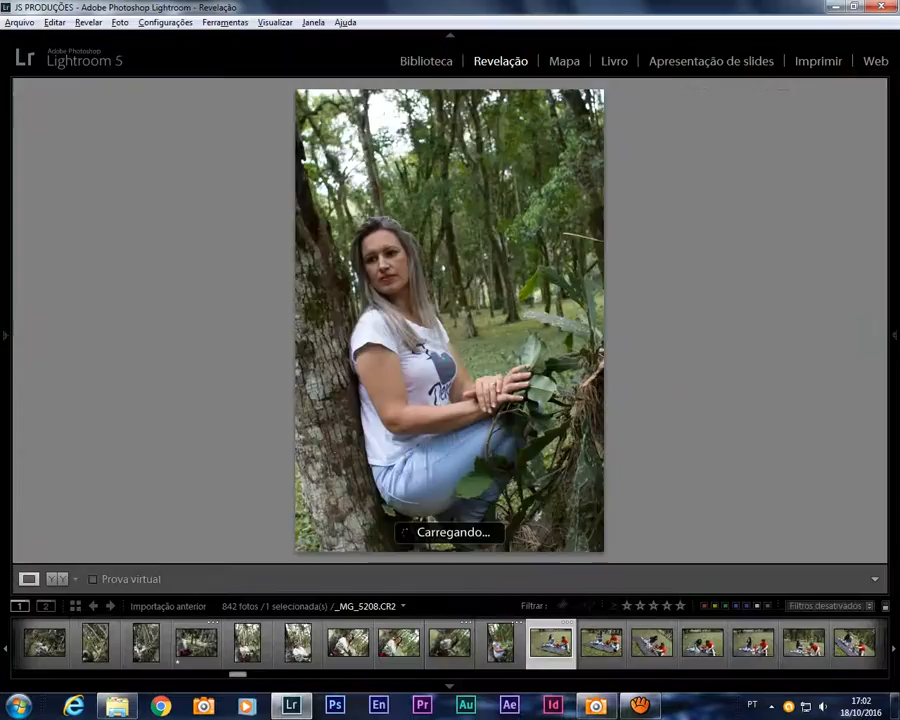 JS PRODUÇÕES - Adobe Photoshop Lightroom - Revelação
Arquivo Editar Revelar Foto Configurações Ferramentas Visualizar Janela Ajuda
Lr Adobe Photoshop
Lightroom 5
Biblioteca | Revelação | Mapa | Livro | Apresentação de slides | Imprimir | Web
Carregando...
Y Y Prova virtual
1 2 Importação anterior 842 fotos /1 selecionada(s) /_MG_5208.CR2 Filtrar: Filtros desativados
Lr Ps En Pr Au Ae Id PT 17:02
18/10/2016